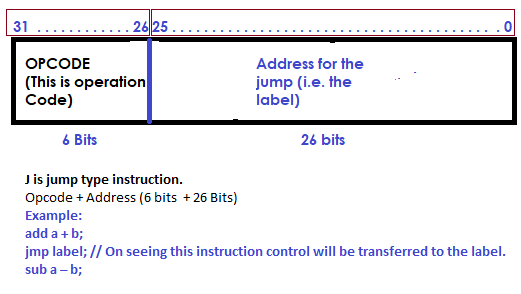 31 ............ 26 25 ............................................ 0
OPCODE
(This is operation
Code)
Address for the
jump (i.e. the
label)
6 Bits
26 bits
J is jump type instruction.
Opcode + Address (6 bits + 26 Bits)
Example:
add a + b;
jmp label; // On seeing this instruction control will be transferred to the label.
sub a – b;